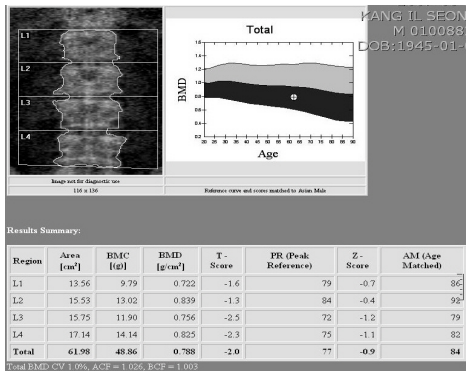 KANG IL SEON
M 010088
DOB:1945-01-
Total
L1
L2
L3
L4
BMD
1.6
1.4
1.2
1.0
0.8
0.6
0.4
0.2
20 25 30 35 40 45 50 55 60 65 70 75 80 85 90
Age
Image not for diagnostic use
116 x 136
Reference curve and scores matched to Asian Male
Results Summary:
Region Area [cm²] BMC [(g)] BMD [g/cm²] T - Score PR (Peak Reference) Z - Score AM (Age Matched)
L1 13.56 9.79 0.722 -1.6 79 -0.7 86
L2 15.53 13.02 0.839 -1.3 84 -0.4 92
L3 15.75 11.90 0.756 -2.5 72 -1.2 79
L4 17.14 14.14 0.825 -2.3 75 -1.1 82
Total 61.98 48.86 0.788 -2.0 77 -0.9 84
Total BMD CV 1.0%, ACF = 1.026, BCF = 1.003